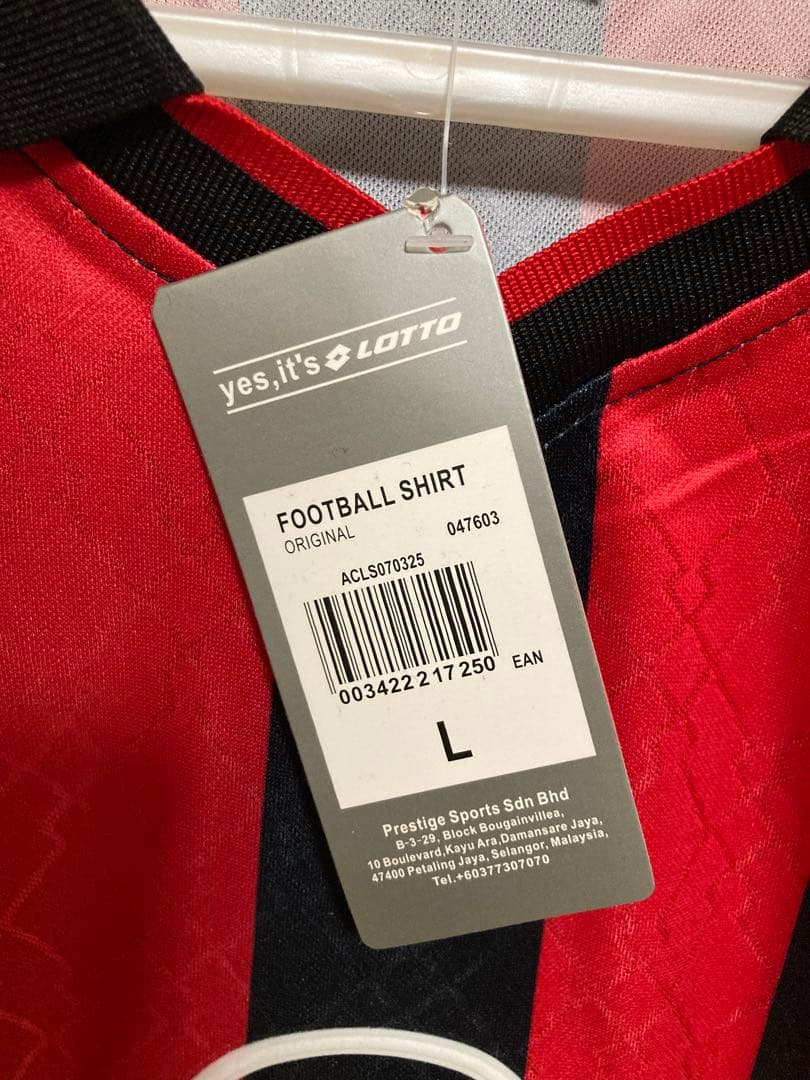 yes,it's LOTTO
FOOTBALL SHIRT
ORIGINAL 047603
ACLS070325
003422217250 EAN
L
Prestige Sports Sdn Bhd
B-3-29, Block Bougainvillea,
10 Boulevard,Kayu Ara,Damansare Jaya,
47400 Petaling Jaya, Selangor, Malaysia,
Tel.+60377307070